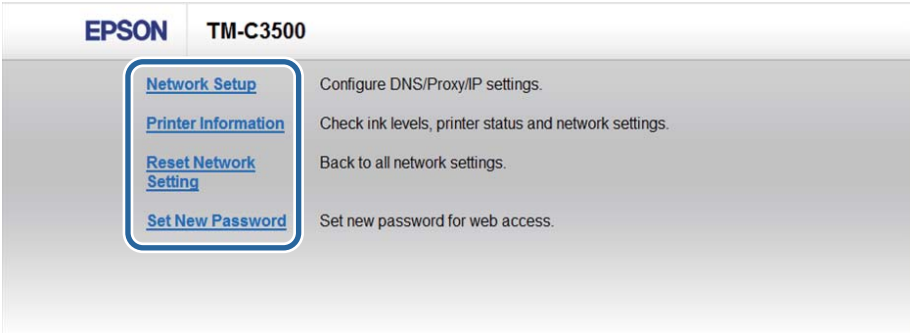 EPSON TM-C3500
Network Setup Configure DNS/Proxy/IP settings.
Printer Information Check ink levels, printer status and network settings.
Reset Network Back to all network settings.
Setting
Set New Password Set new password for web access.